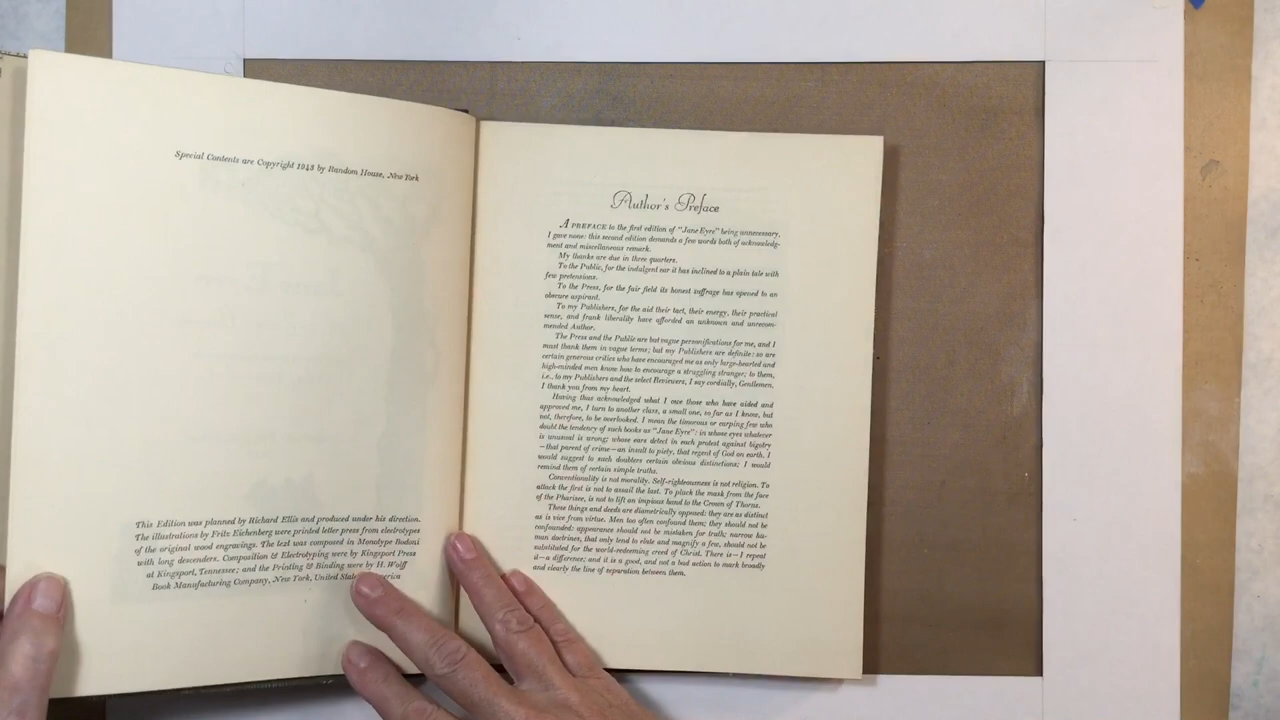 Special Contents are Copyright 1943 by Random House, New York
This Edition was planned by Richard Ellis and produced under his direction.
The illustrations by Fritz Eichenberg were printed letter press from electrotypes
of the original wood engravings. The text was composed in Monotype Bodoni
with long descenders. Composition & Electrotyping were by Kingsport Press
at Kingsport, Tennessee; and the Printing & Binding were by H. Wolff
Book Manufacturing Company, New York, United States America
Author's Preface
A PREFACE to the first edition of "Jane Eyre" being unnecessary,
I gave none: this second edition demands a few words both of acknowledg-
ment and miscellaneous remark.
My thanks are due in three quarters.
To the Public, for the indulgent ear it has inclined to a plain tale with
few pretensions.
To the Press, for the fair field its honest suffrage has opened to an
obscure aspirant.
To my Publishers, for the aid their tact, their energy, their practical
sense, and frank liberality have afforded an unknown and unrecom-
mended Author.
The Press and the Public are but vague personifications for me, and I
must thank them in vague terms; but my Publishers are definite: so are
certain generous critics who have encouraged me as only large-hearted and
high-minded men know how to encourage a struggling stranger; to them,
i.e., to my Publishers and the select Reviewers, I say cordially, Gentlemen,
I thank you from my heart.
Having thus acknowledged what I owe those who have aided and
approved me, I turn to another class, a small one, so far as I know, but
not, therefore, to be overlooked. I mean the timorous or carping few who
doubt the tendency of such books as "Jane Eyre": in whose eyes whatever
is unusual is wrong; whose ears detect in each protest against bigotry
—that parent of crime—an insult to piety, that regent of God on earth. I
would suggest to such doubters certain obvious distinctions; I would
remind them of certain simple truths.
Conventionality is not morality. Self-righteousness is not religion. To
attack the first is not to assail the last. To pluck the mask from the face
of the Pharisee, is not to lift an impious hand to the Crown of Thorns.
These things and deeds are diametrically opposed: they are as distinct
as is vice from virtue. Men too often confound them; they should not be
confounded: appearance should not be mistaken for truth; narrow hu-
man doctrines, that only tend to elate and magnify a few, should not be
substituted for the world-redeeming creed of Christ. There is—I repeat
it—a difference; and it is a good, and not a bad action to mark broadly
and clearly the line of separation between them.